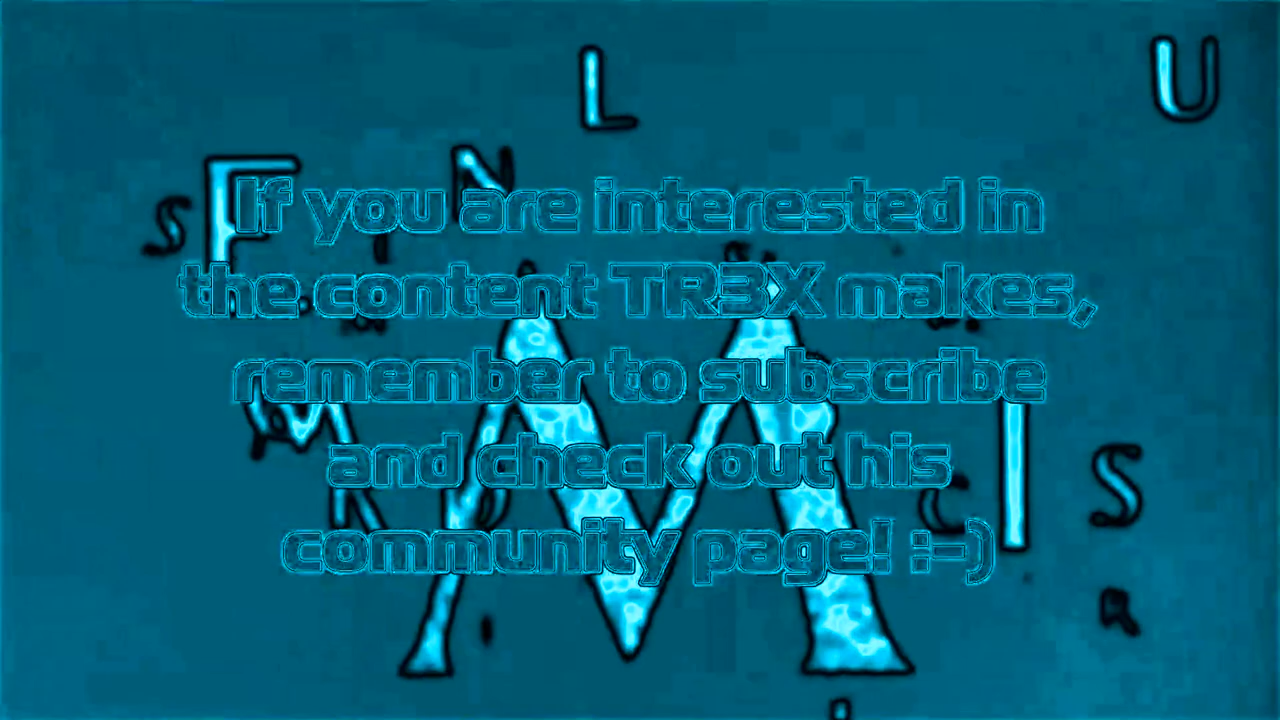 L
U
N
S F
If you are interested in
the content TR3X makes,
remember to subscribe
and check out his
community page! :-)
M
I
S
C
R